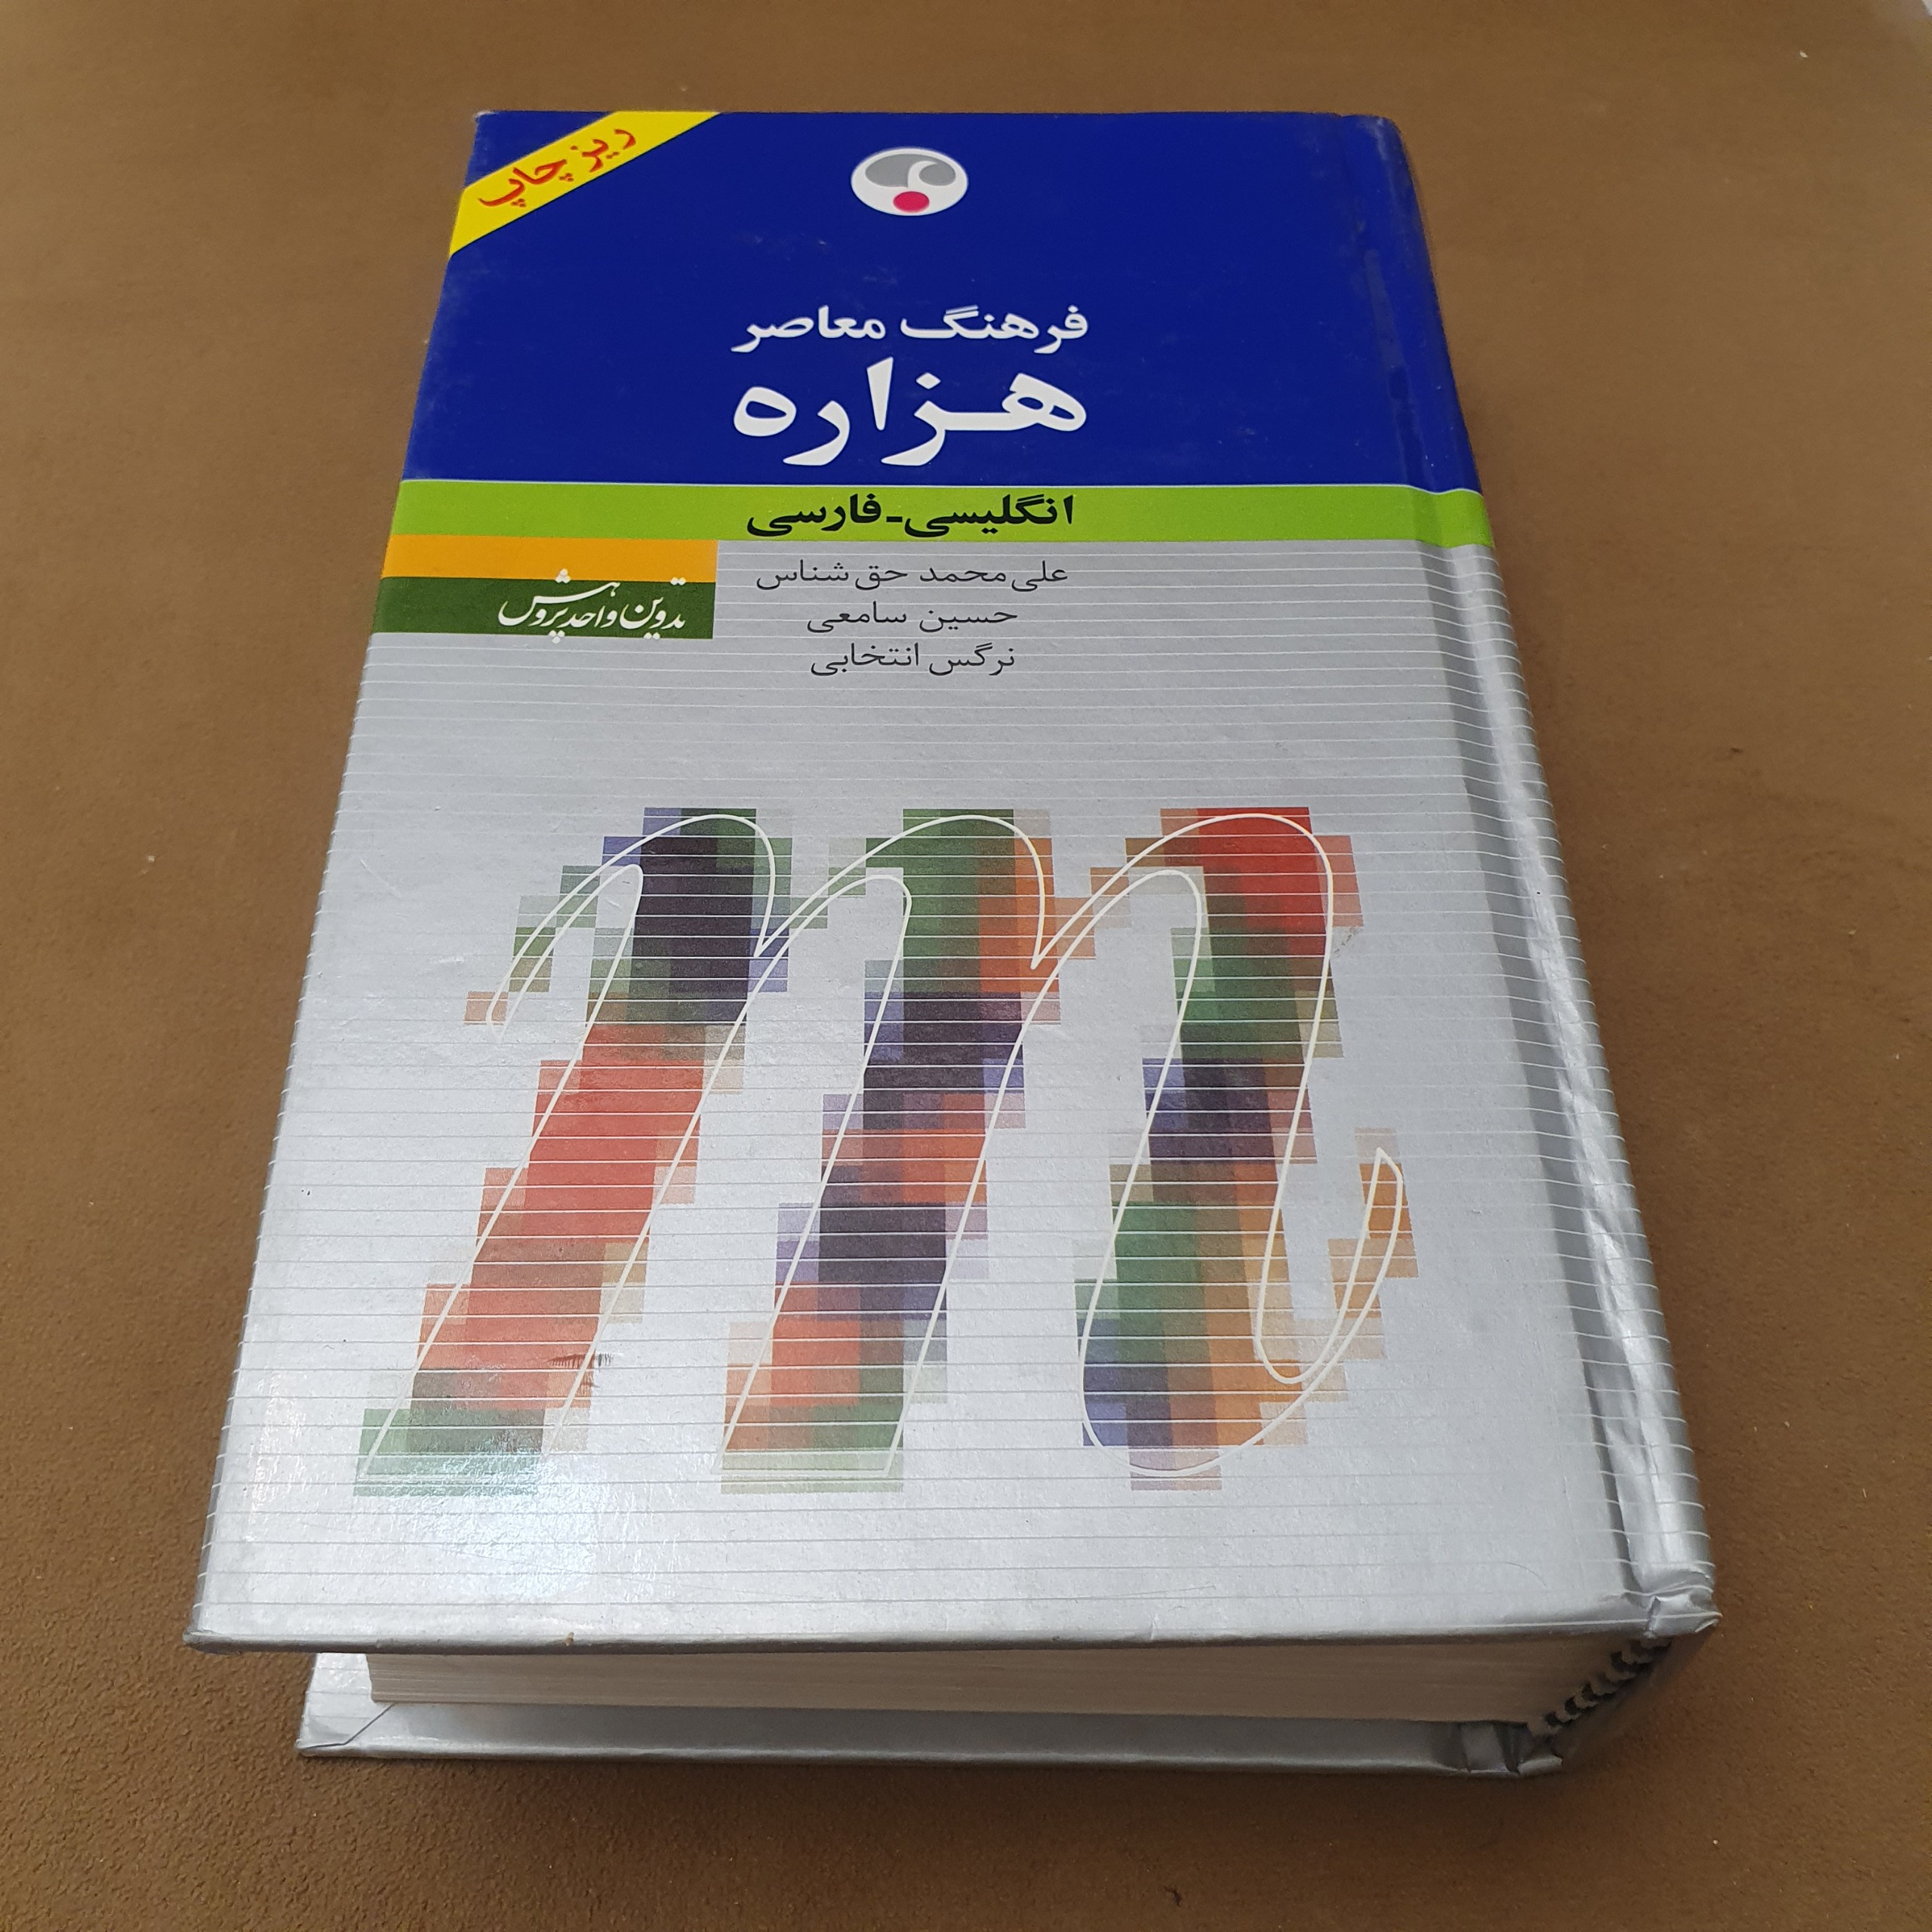 ریز چاپ
فرهنگ معاصر
هزاره
انگلیسی-فارسی
علی‌محمد حق‌شناس
حسین سامعی
نرگس انتخابی
تدوین واحد پژوهش